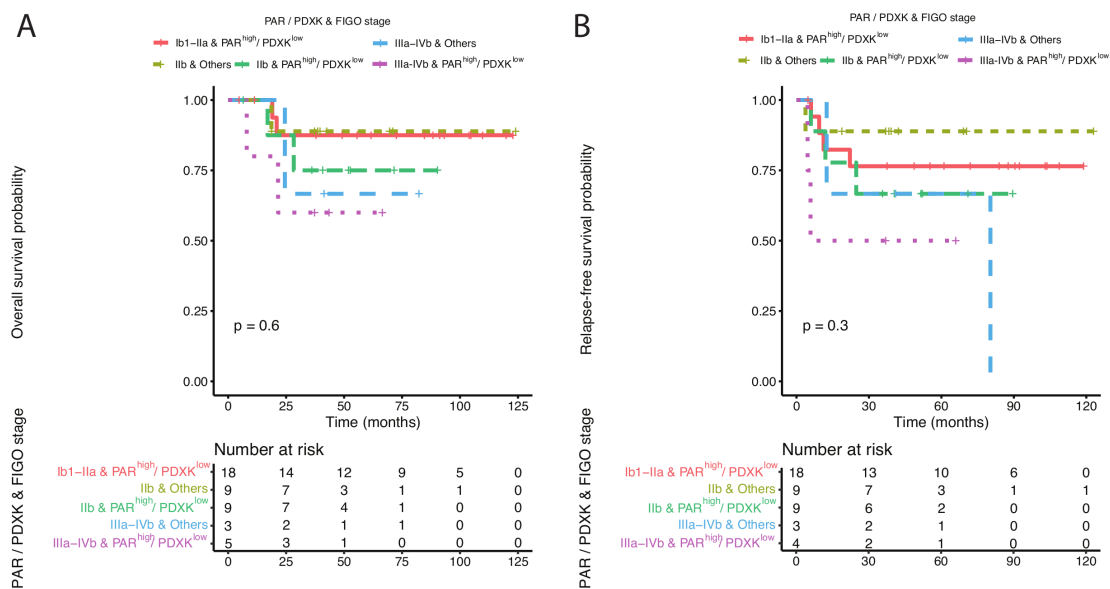 A
PAR / PDXK & FIGO stage
Ib1–IIa & PARhigh/ PDXKlow
IIIa–IVb & Others
IIb & Others
IIb & PARhigh/PDXKlow
IIIa-IVb & PARhigh/PDXKlow
Overall survival probability
1.00
0.75
0.50
0.25
0.00
p = 0.6
0 25 50 75 100 125
Time (months)
PAR / PDXK & FIGO stage
Number at risk
Ib1–IIa & PARhigh/ PDXKlow 18 14 12 9 5 0
IIb & Others 9 7 3 1 1 0
IIb & PARhigh/ PDXKlow 9 7 4 1 0 0
IIIa–IVb & Others 3 2 1 1 0 0
IIIa–IVb & PARhigh/ PDXKlow 5 3 1 0 0 0
0 25 50 75 100 125
B
PAR / PDXK & FIGO stage
Ib1–IIa & PARhigh/ PDXKlow
IIIa–IVb & Others
IIb & Others
IIb & PARhigh/PDXKlow
IIIa-IVb & PARhigh/PDXKlow
Relapse-free survival probability
1.00
0.75
0.50
0.25
0.00
p = 0.3
0 30 60 90 120
Time (months)
PAR / PDXK & FIGO stage
Number at risk
Ib1–IIa & PARhigh/ PDXKlow 18 13 10 6 0
IIb & Others 9 7 3 1 1
IIb & PARhigh/ PDXKlow 9 6 2 0 0
IIIa–IVb & Others 3 2 1 0 0
IIIa–IVb & PARhigh/ PDXKlow 4 2 1 0 0
0 30 60 90 120